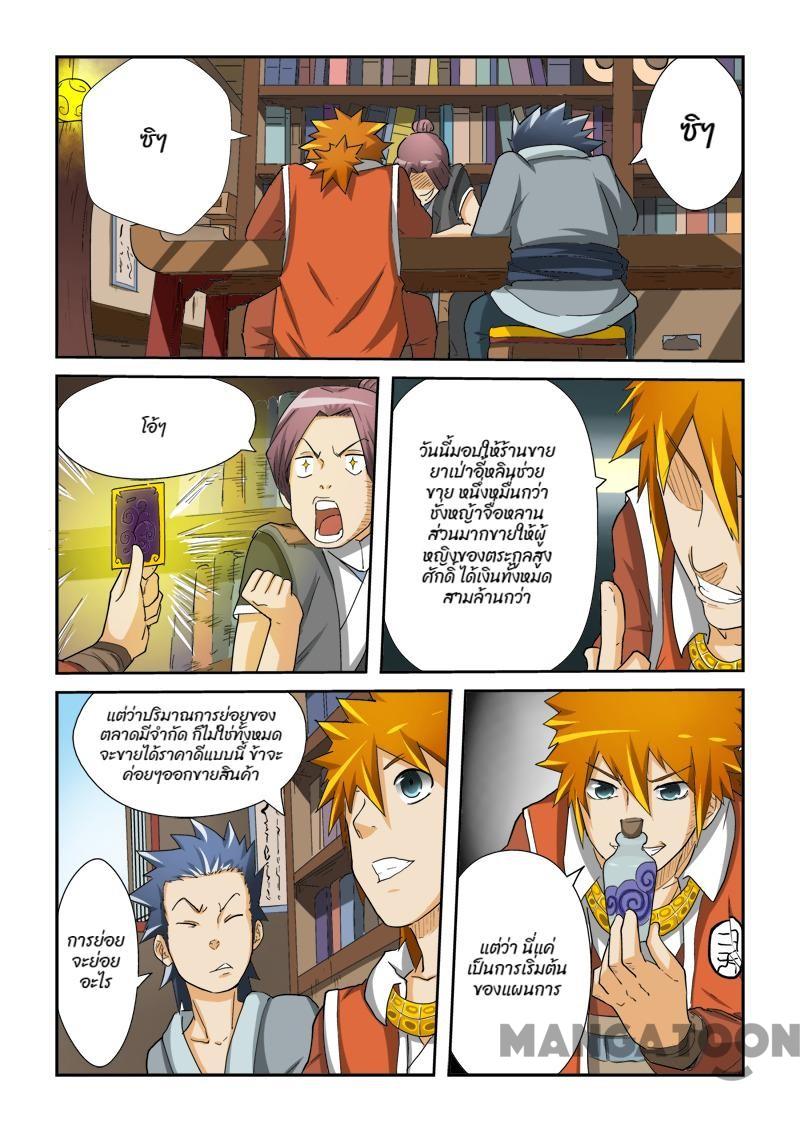 ซิๆ
ซิๆ
โอ้ๆ
วันนี้มอบให้ร้านขาย
ยาเป่าอี่หลินช่วย
ขาย หนึ่งหมื่นกว่า
ชั่งหญ้าจื่อหลาน
ส่วนมากขายให้ผู้
หญิงของตระกูลสูง
ศักดิ์ ได้เงินทั้งหมด
สามล้านกว่า
แต่ว่าปริมาณการย่อยของ
ตลาดมีจำกัด ก็ไม่ใช่ทั้งหมด
จะขายได้ราคาดีแบบนี้ ข้าจะ
ค่อยๆออกขายสินค้า
การย่อย
จะย่อย
อะไร
แต่ว่า นี่แค่
เป็นการเริ่มต้น
ของแผนการ
MANGATOON